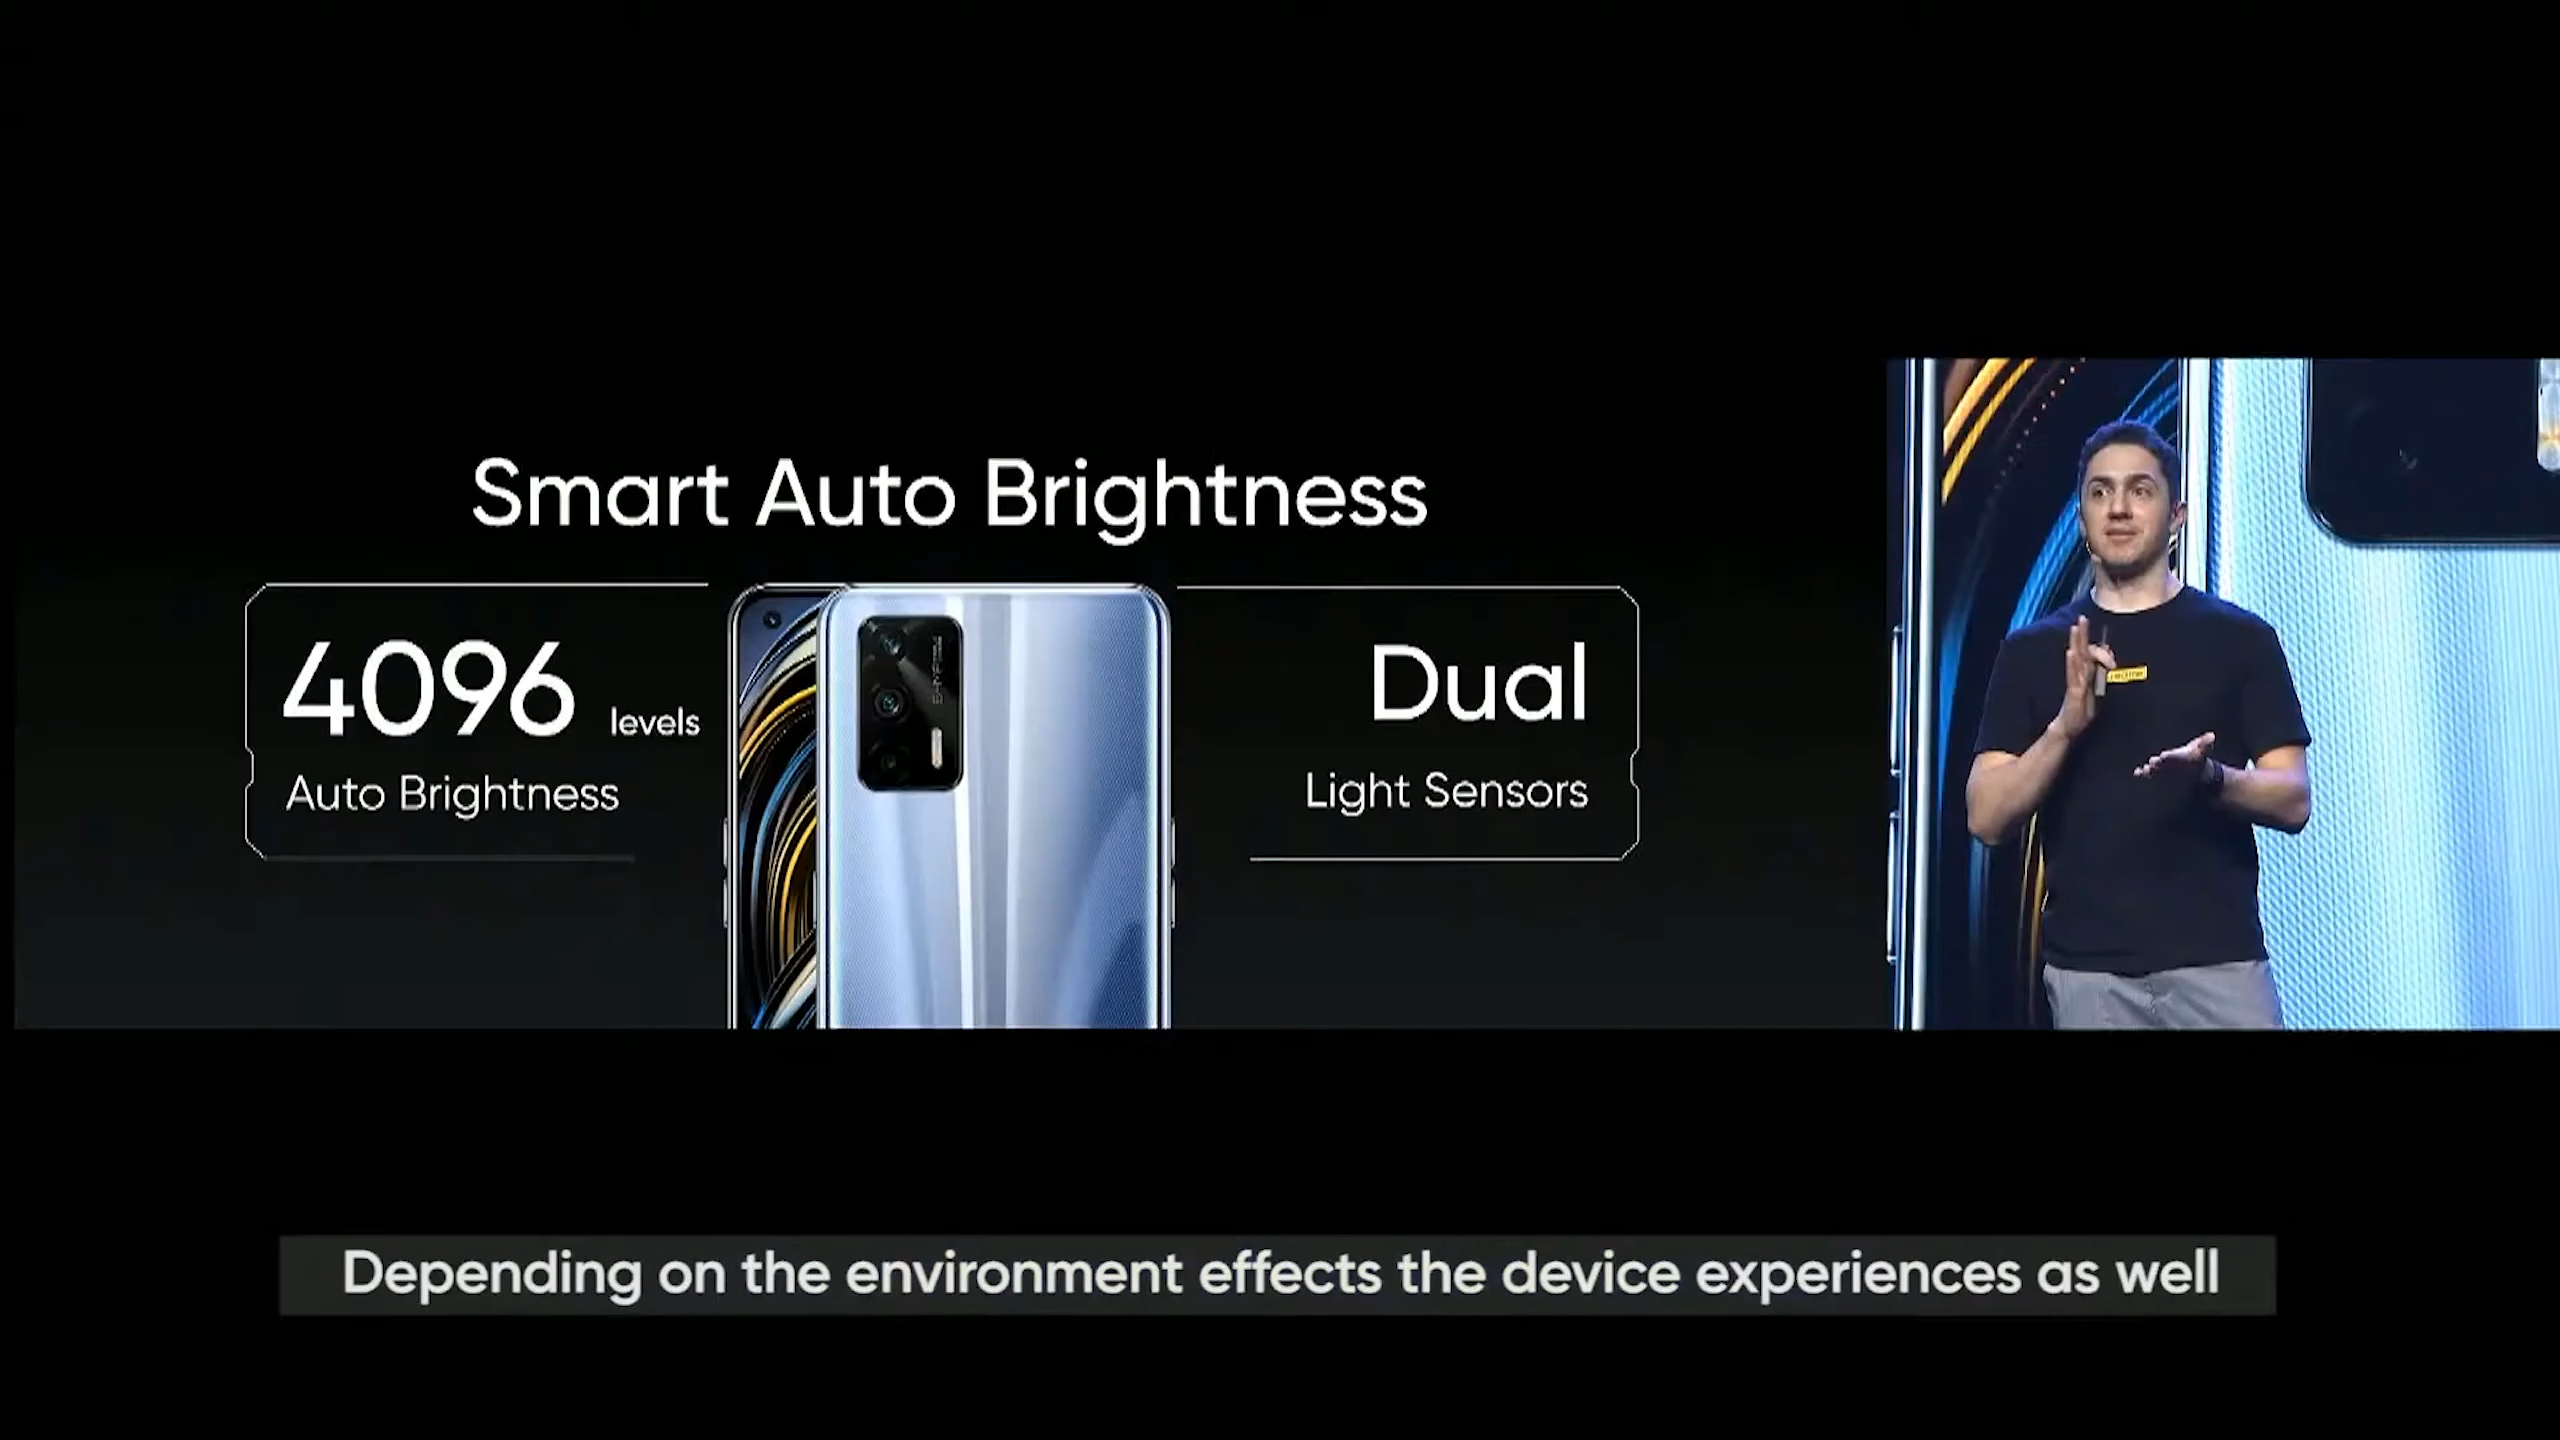 Smart Auto Brightness
4096 levels
Auto Brightness
Dual
Light Sensors
realme
Depending on the environment effects the device experiences as well